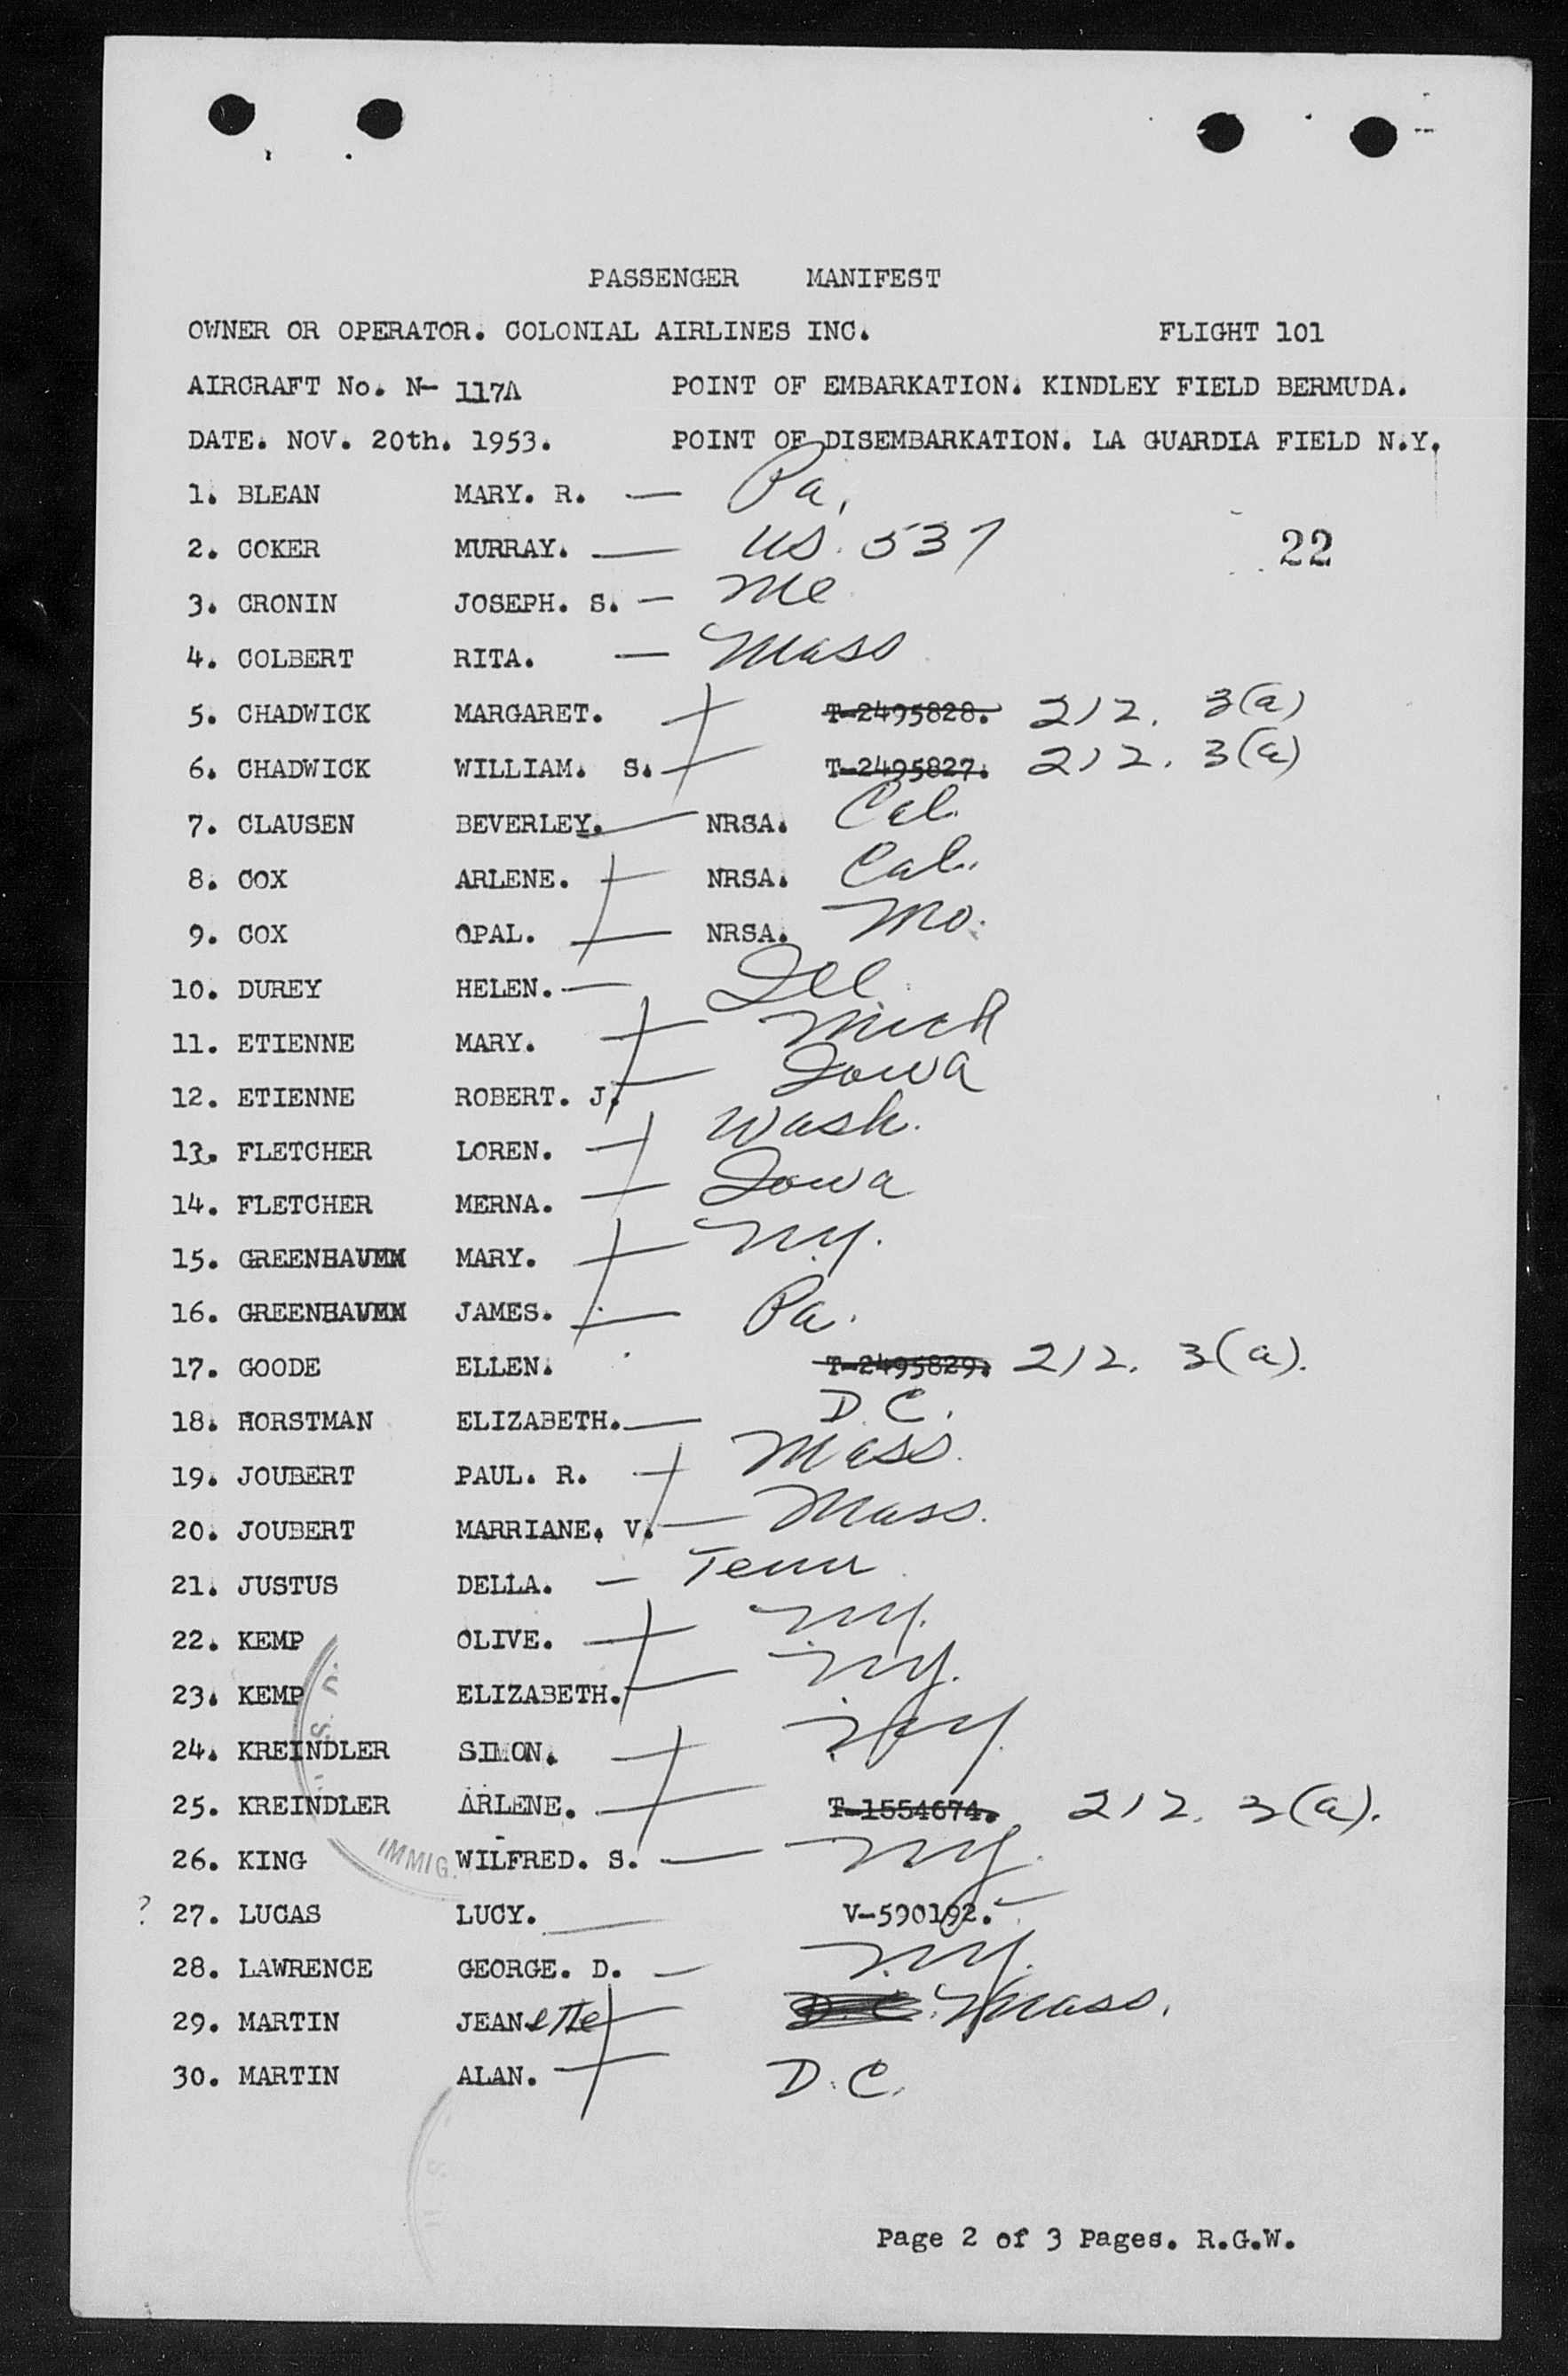 PASSENGER MANIFEST
OWNER OR OPERATOR. COLONIAL AIRLINES INC. FLIGHT 101
AIRCRAFT No. N- 117A POINT OF EMBARKATION. KINDLEY FIELD BERMUDA.
DATE. NOV. 20th. 1953. POINT OF DISEMBARKATION. LA GUARDIA FIELD N.Y.
1. BLEAN MARY. R. — Pa.
2. COKER MURRAY. — US. 537 22
3. CRONIN JOSEPH. S. — Me
4. COLBERT RITA. — Mass
5. CHADWICK MARGARET. T-2495828. 212. 3(a)
6. CHADWICK WILLIAM. S. T-2495827. 212. 3(a)
7. CLAUSEN BEVERLEY. — NRSA. Cal.
8. COX ARLENE. NRSA. Cal.
9. COX OPAL. NRSA. Mo.
10. DUREY HELEN. — Ill.
11. ETIENNE MARY. Mich
12. ETIENNE ROBERT. J. Iowa
13. FLETCHER LOREN. Wash.
14. FLETCHER MERNA. Iowa
15. MARY. N.Y.
16. JAMES. Pa.
17. GOODE ELLEN. T-2495829. 212. 3(a).
18. HORSTMAN ELIZABETH. — D.C.
19. JOUBERT PAUL. R. Mass.
20. JOUBERT MARRIANE. V. Mass.
21. JUSTUS DELLA. — Tenn
22. KEMP OLIVE. N.Y.
23. KEMP ELIZABETH. N.Y.
24. KREINDLER SIMON. N.Y.
25. KREINDLER ARLENE. T-1554674. 212. 3(a).
26. KING WILFRED. S. — N.Y.
IMMIG.
? 27. LUCAS LUCY. — V-590192.
28. LAWRENCE GEORGE. D. — N.Y.
29. MARTIN JEANette D.C. Mass.
30. MARTIN ALAN. D.C.
Page 2 of 3 Pages. R.G.W.